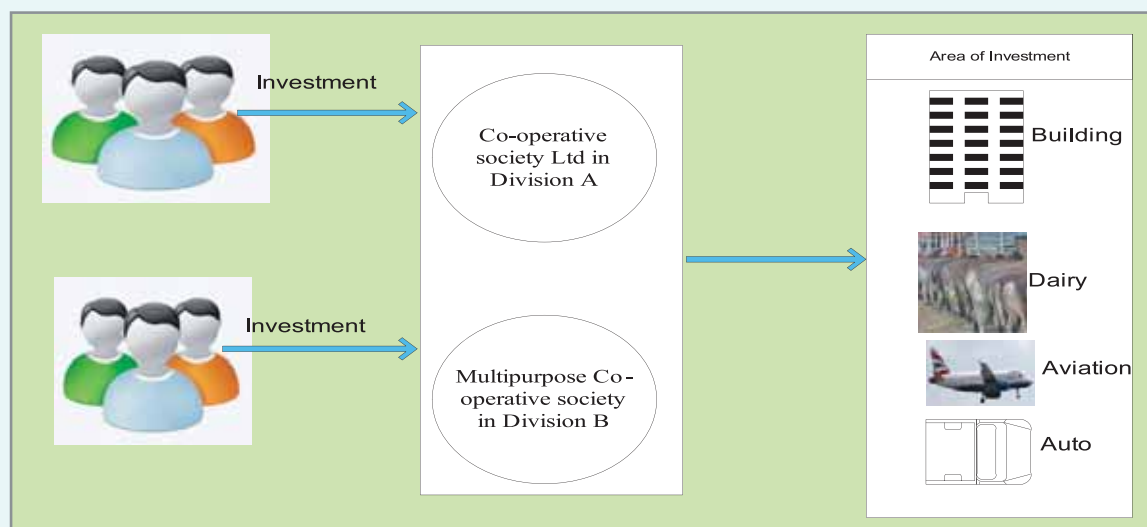 Investment
Co-operative
society Ltd in
Division A
Investment
Multipurpose Co-
operative society
in Division B
Area of Investment
Building
Dairy
Aviation
Auto